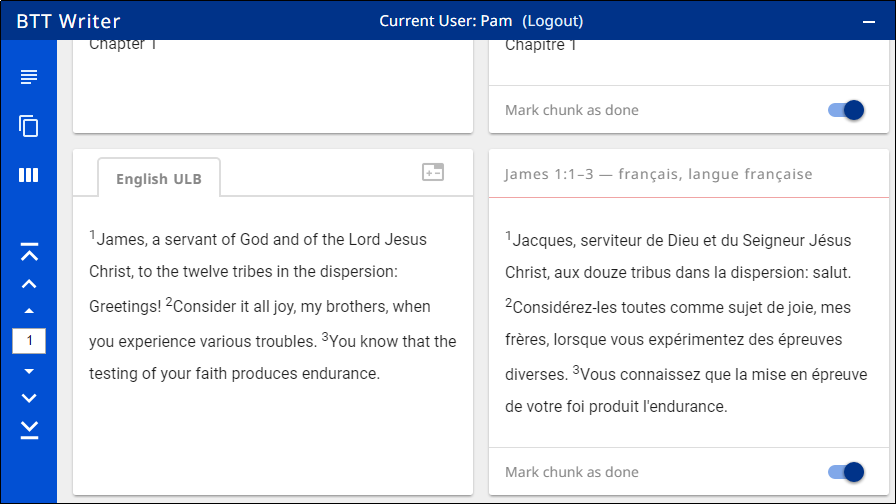 BTT Writer
Current User: Pam (Logout)
Chapter 1
Chapitre 1
Mark chunk as done
English ULB
1James, a servant of God and of the Lord Jesus
Christ, to the twelve tribes in the dispersion:
Greetings! 2Consider it all joy, my brothers, when
you experience various troubles. 3You know that the
testing of your faith produces endurance.
James 1:1–3 — français, langue française
1Jacques, serviteur de Dieu et du Seigneur Jésus
Christ, aux douze tribus dans la dispersion: salut.
2Considérez-les toutes comme sujet de joie, mes
frères, lorsque vous expérimentez des épreuves
diverses. 3Vous connaissez que la mise en épreuve
de votre foi produit l'endurance.
Mark chunk as done
1